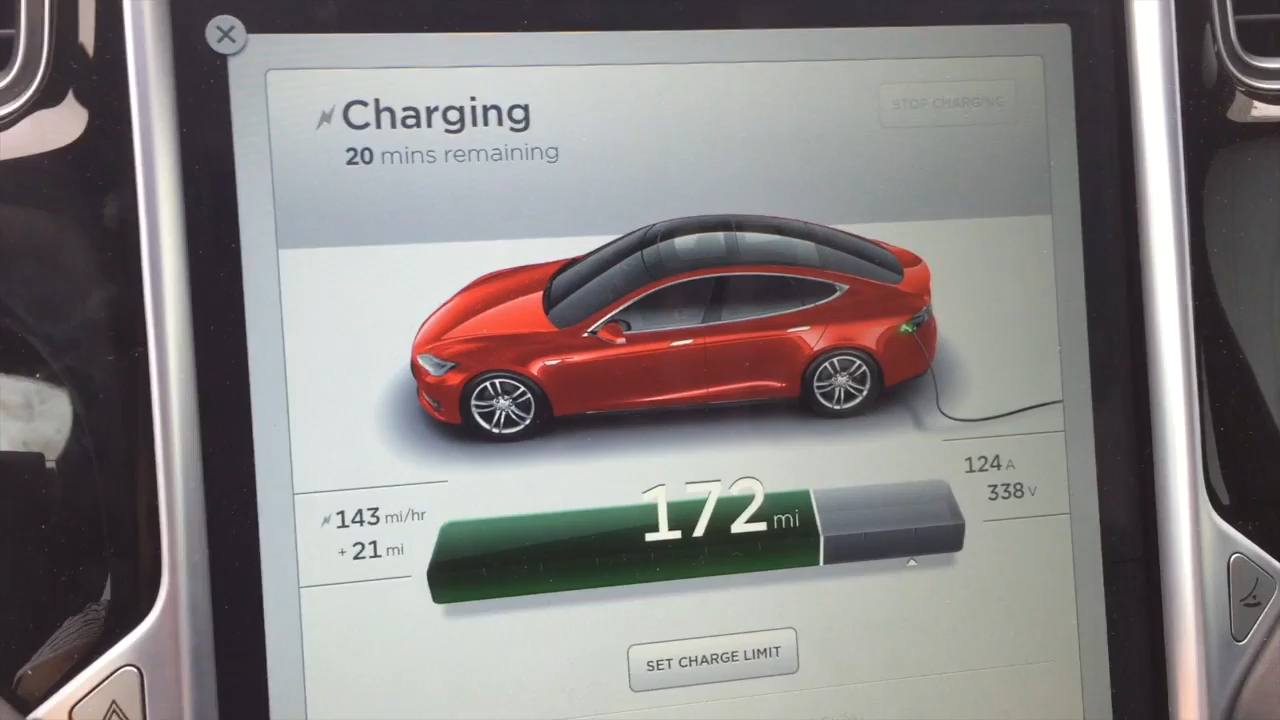 Charging
20 mins remaining
STOP CHARGING
124 A
338 V
143 mi/hr
+ 21 mi
172 mi
SET CHARGE LIMIT